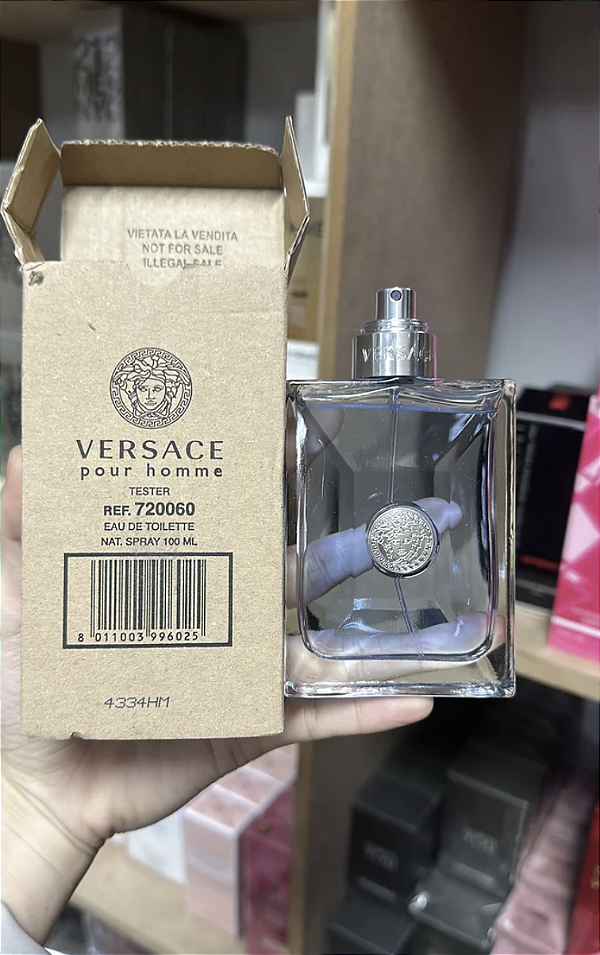 VIETATA LA VENDITA
NOT FOR SALE
ILLEGAL SALE
VERSACE
pour homme
TESTER
REF. 720060
EAU DE TOILETTE
NAT. SPRAY 100 ML
8 011003 996025
4334HM
VERSACE